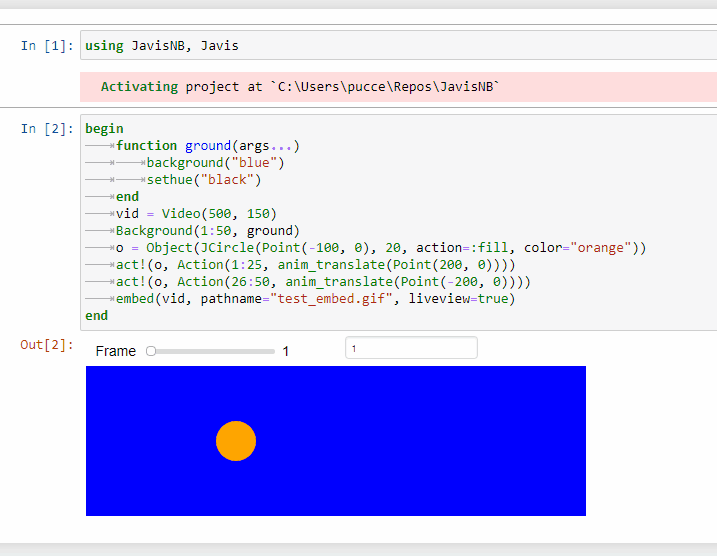 In [1]: using JavisNB, Javis
Activating project at `C:\Users\pucce\Repos\JavisNB`
In [2]: begin
function ground(args...)
background("blue")
sethue("black")
end
vid = Video(500, 150)
Background(1:50, ground)
o = Object(JCircle(Point(-100, 0), 20, action=:fill, color="orange"))
act!(o, Action(1:25, anim_translate(Point(200, 0))))
act!(o, Action(26:50, anim_translate(Point(-200, 0))))
embed(vid, pathname="test_embed.gif", liveview=true)
end
Out[2]: Frame 1 1